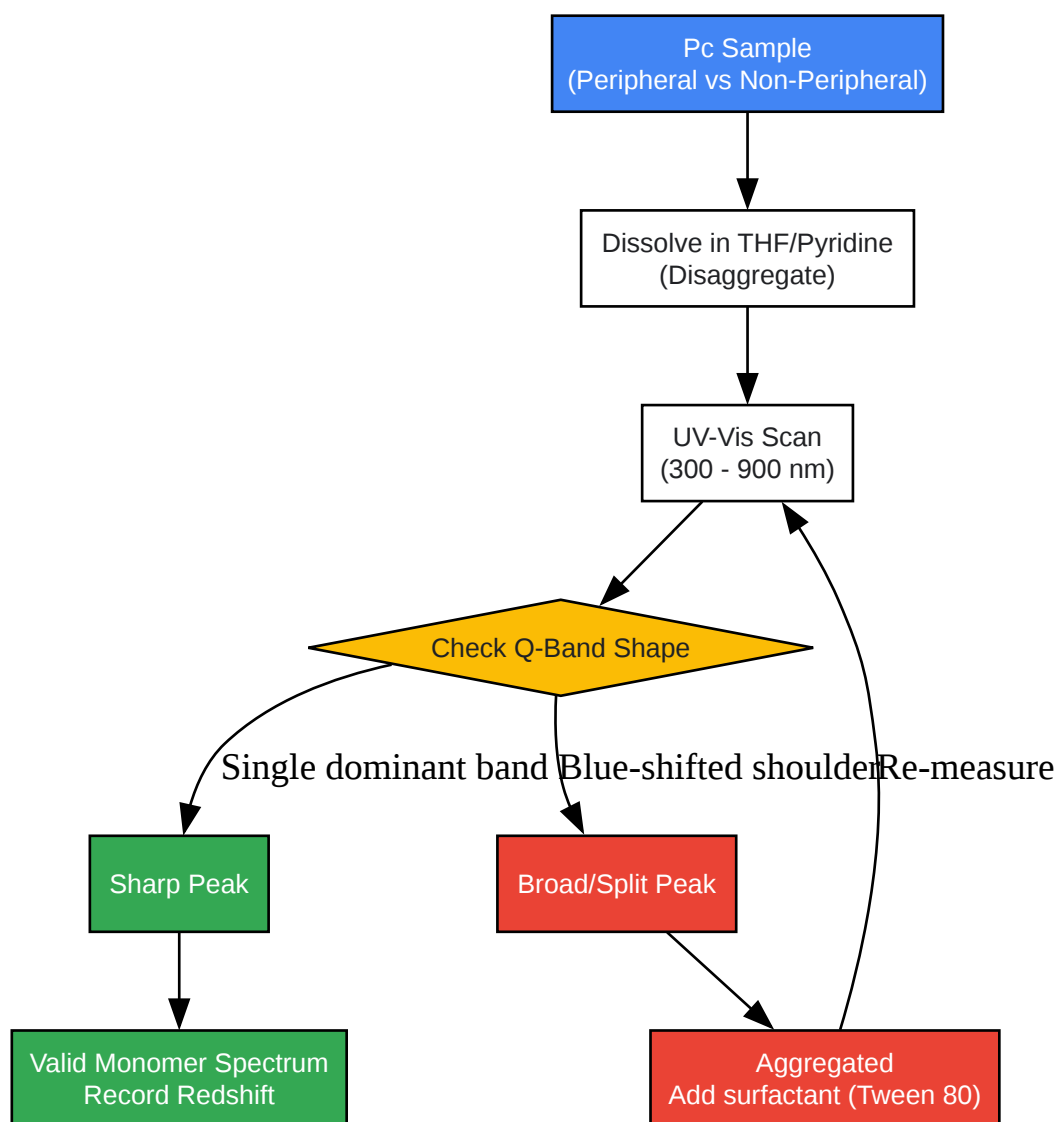 Pc Sample
(Peripheral vs Non-Peripheral)
Dissolve in THF/Pyridine
(Disaggregate)
UV-Vis Scan
(300 - 900 nm)
Check Q-Band Shape
Single dominant band
Blue-shifted shoulder
Re-measure
Sharp Peak
Broad/Split Peak
Valid Monomer Spectrum
Record Redshift
Aggregated
Add surfactant (Tween 80)